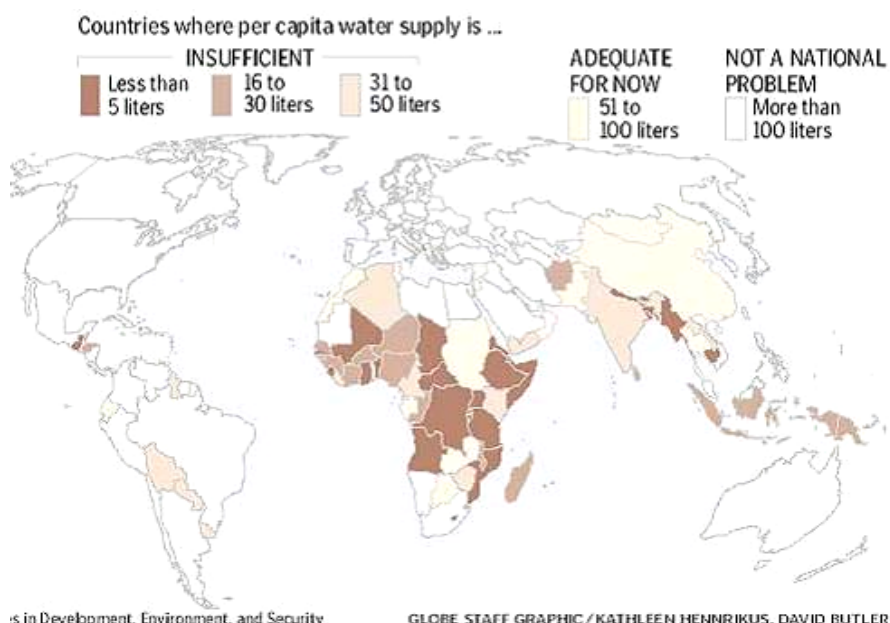 Countries where per capita water supply is ...
INSUFFICIENT
Less than
5 liters
16 to
30 liters
31 to
50 liters
ADEQUATE
FOR NOW
51 to
100 liters
NOT A NATIONAL
PROBLEM
More than
100 liters
s in Development, Environment, and Security
GLOBE STAFF GRAPHIC/KATHLEEN HENNRIKUS, DAVID BUTLER